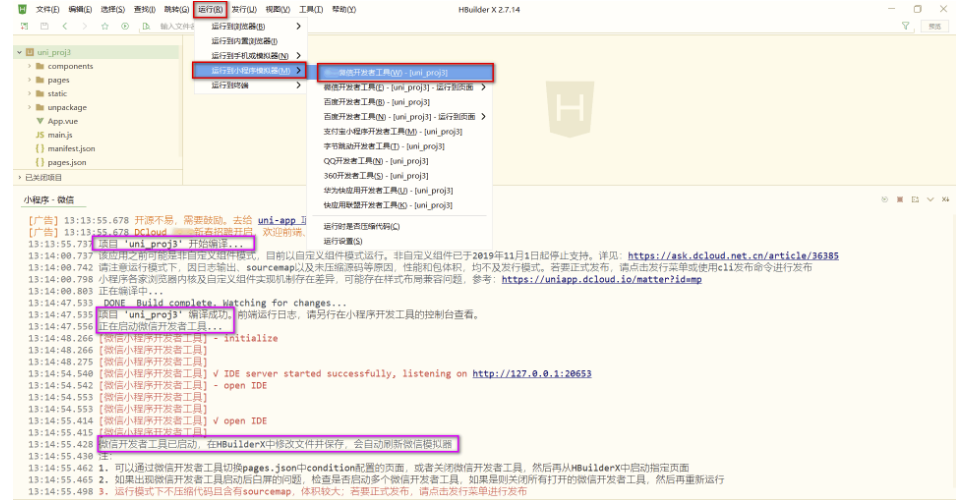 文件(F) 编辑(E) 选择(S) 查找(I) 跳转(G) 运行(R) 发行(U) 视图(V) 工具(T) 帮助(Y) HBuilder X 2.7.14
输入文件名
预览
运行到浏览器(B)
运行到内置浏览器(I)
运行到手机或模拟器(N)
运行到小程序模拟器(M)
运行到终端
uni_proj3
components
pages
static
unpackage
App.vue
JS main.js
manifest.json
pages.json
已关闭项目
微信开发者工具(W) - [uni_proj3]
微信开发者工具(E) - [uni_proj3] - 运行到页面
百度开发者工具(B) - [uni_proj3]
百度开发者工具(N) - [uni_proj3] - 运行到页面
支付宝小程序开发者工具(M) - [uni_proj3]
字节跳动开发者工具(T) - [uni_proj3]
QQ开发者工具(N) - [uni_proj3]
360开发者工具(S) - [uni_proj3]
华为快应用开发者工具(U) - [uni_proj3]
快应用联盟开发者工具(K) - [uni_proj3]
运行时是否压缩代码(C)
运行设置(S)
小程序 - 微信
[广告] 13:13:55.678 开源不易，需要鼓励。去给 uni-app
[广告] 13:13:55.678 DCloud 新春招聘开启，欢迎前端、
13:13:55.737 项目 'uni_proj3' 开始编译...
13:14:00.737 该应用之前可能是非自定义组件模式，目前以自定义组件模式运行。非自定义组件已于2019年11月1日起停止支持。详见：https://ask.dcloud.net.cn/article/36385
13:14:00.742 请注意运行模式下，因日志输出、sourcemap以及未压缩源码等原因，性能和包体积，均不及发行模式。若要正式发布，请点击发行菜单或使用cli发布命令进行发布
13:14:00.798 小程序各家浏览器内核及自定义组件实现机制存在差异，可能存在样式布局兼容问题，参考：https://uniapp.dcloud.io/matter?id=mp
13:14:00.803 正在编译中...
13:14:47.533 DONE Build complete. Watching for changes...
13:14:47.535 项目 'uni_proj3' 编译成功。前端运行日志，请另行在小程序开发工具的控制台查看。
13:14:47.556 正在启动微信开发者工具...
13:14:48.266 [微信小程序开发者工具] - initialize
13:14:48.266 [微信小程序开发者工具]
13:14:48.275 [微信小程序开发者工具]
13:14:54.540 [微信小程序开发者工具] √ IDE server started successfully, listening on http://127.0.0.1:20653
13:14:54.542 [微信小程序开发者工具] - open IDE
13:14:54.553 [微信小程序开发者工具]
13:14:54.553 [微信小程序开发者工具]
13:14:55.414 [微信小程序开发者工具] √ open IDE
13:14:55.415 [微信小程序开发者工具]
13:14:55.428 微信开发者工具已启动，在HBuilderX中修改文件并保存，会自动刷新微信模拟器
13:14:55.430 注：
13:14:55.462 1. 可以通过微信开发者工具切换pages.json中condition配置的页面，或者关闭微信开发者工具，然后再从HBuilderX中启动指定页面
13:14:55.465 2. 如果出现微信开发者工具启动后白屏的问题，检查是否启动多个微信开发者工具，如果是则关闭所有打开的微信开发者工具，然后再重新运行
13:14:55.498 3. 运行模式下不压缩代码且含有sourcemap，体积较大；若要正式发布，请点击发行菜单进行发布